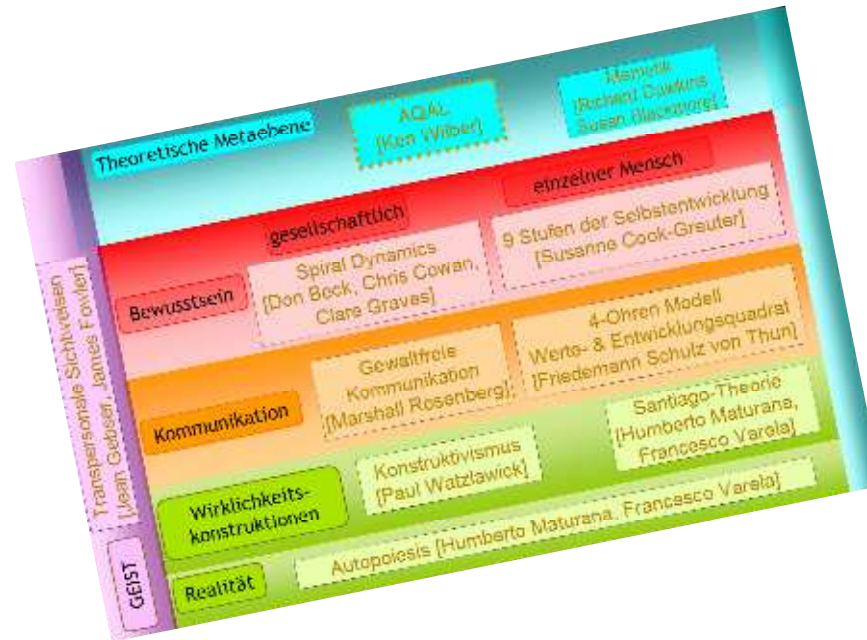 Theoretische Metaebene
AQAL
[Ken Wilber]
Memetik
[Richard Dawkins
Susan Blackmore]
gesellschaftlich
einzelner Mensch
Bewusstsein
Spiral Dynamics
[Don Beck, Chris Cowan,
Clare Graves]
9 Stufen der Selbstentwicklung
[Susanne Cook-Greuter]
Kommunikation
Gewaltfreie
Kommunikation
[Marshall Rosenberg]
4-Ohren Modell
Werte- & Entwicklungsquadrat
[Friedemann Schulz von Thun]
Wirklichkeits-
konstruktionen
Konstruktivismus
[Paul Watzlawick]
Santiago-Theorie
[Humberto Maturana,
Francesco Varela]
Realität
Autopoiesis [Humberto Maturana, Francesco Varela]
Transpersonale Sichtweisen
[Jean Gebser, James Fowler]
GEIST